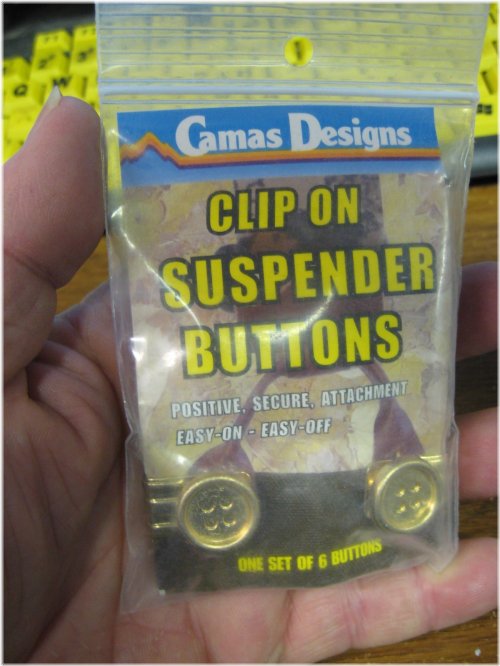 Camas Designs
CLIP ON
SUSPENDER
BUTTONS
POSITIVE, SECURE, ATTACHMENT
EASY-ON - EASY-OFF
ONE SET OF 6 BUTTONS
Q W